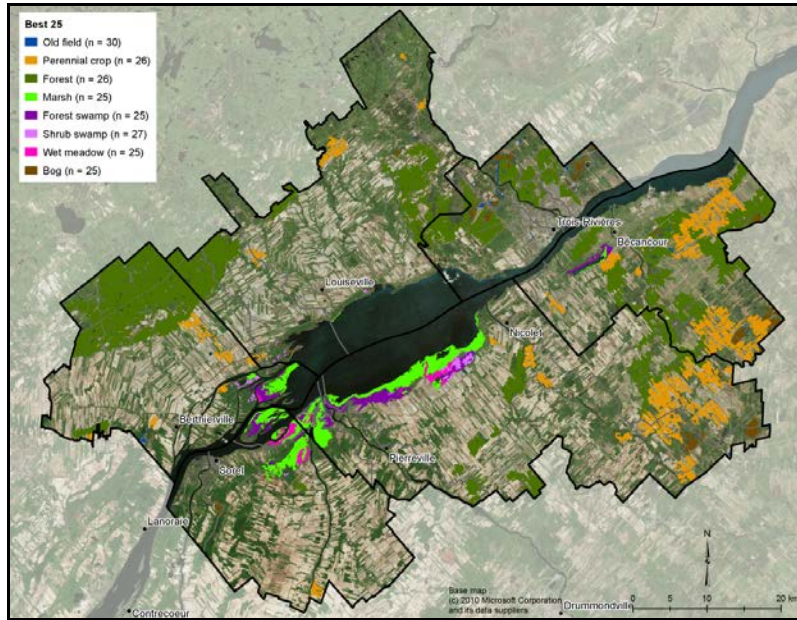 Best 25
Old field (n = 30)
Perennial crop (n = 26)
Forest (n = 26)
Marsh (n = 25)
Forest swamp (n = 25)
Shrub swamp (n = 27)
Wet meadow (n = 25)
Bog (n = 25)
Trois-Rivières
Bécancour
Louiseville
Nicolet
Berthierville
Sorel
Pierreville
Lanoraie
Contrecoeur
Drummondville
N
Base map
(c) 2010 Microsoft Corporation
and its data suppliers
0 5 10 20 km